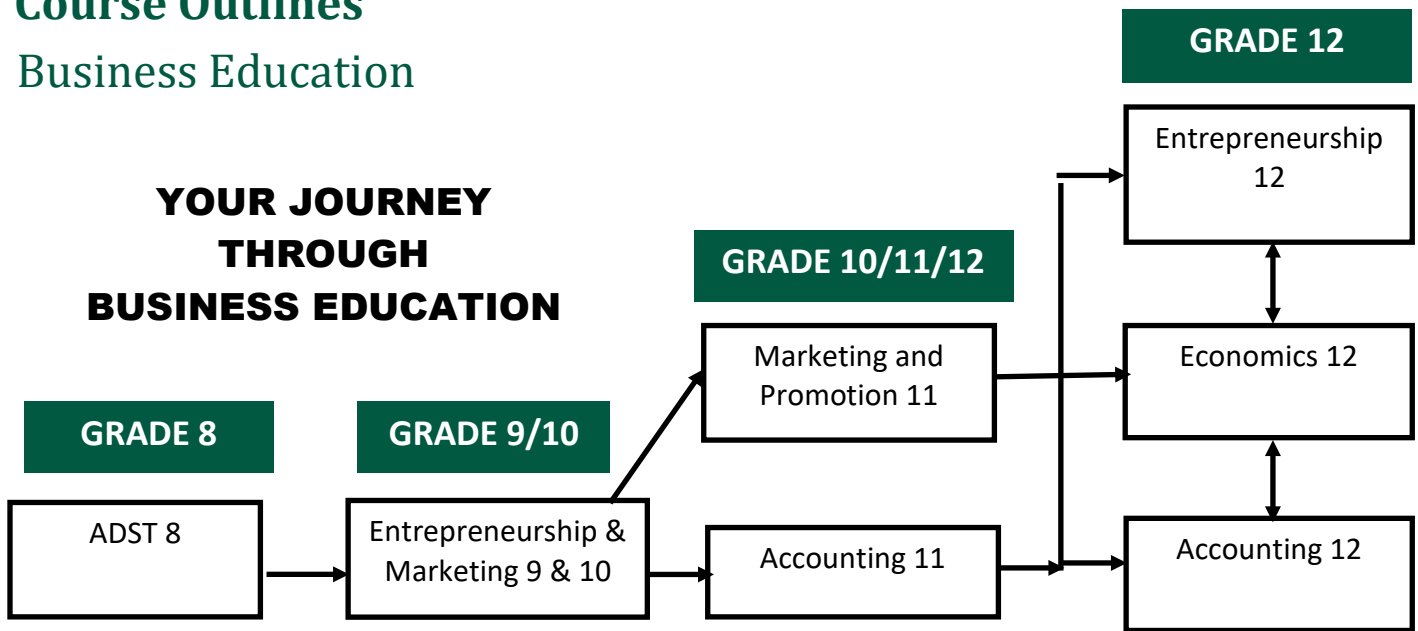 Course Outlines
Business Education
YOUR JOURNEY
THROUGH
BUSINESS EDUCATION
GRADE 8
ADST 8
GRADE 9/10
Entrepreneurship &
Marketing 9 & 10
GRADE 10/11/12
Marketing and
Promotion 11
Accounting 11
GRADE 12
Entrepreneurship
12
Economics 12
Accounting 12